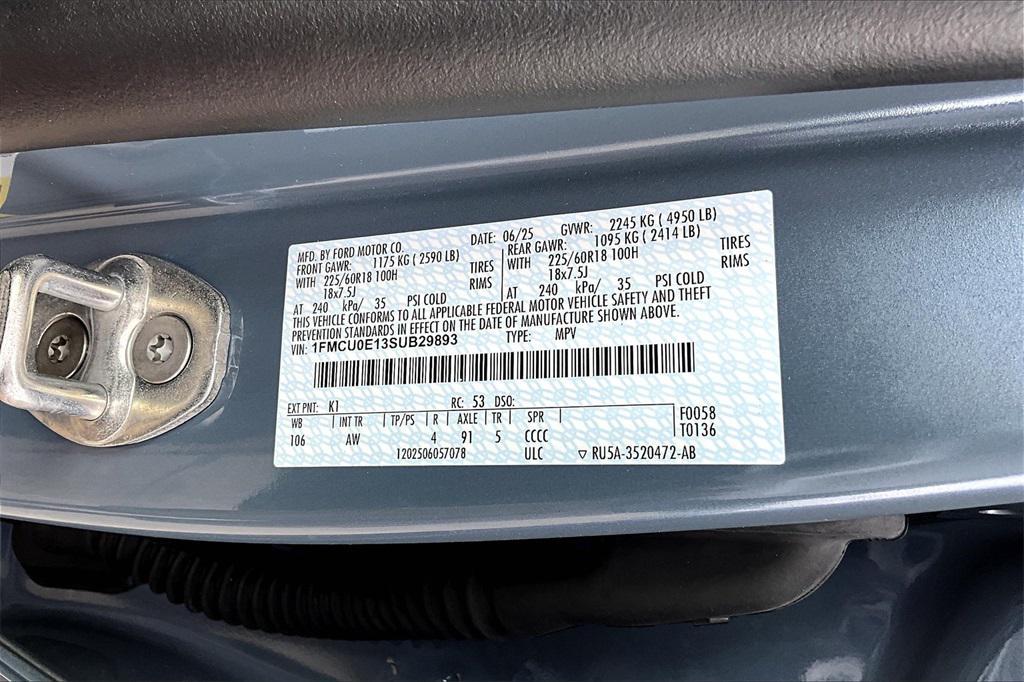 MFD. BY FORD MOTOR CO.
DATE: 06/25 GVWR: 2245 KG ( 4950 LB)
FRONT GAWR: 1175 KG ( 2590 LB)
WITH 225/60R18 100H TIRES
18x7.5J RIMS
AT 240 kPa/ 35 PSI COLD
REAR GAWR: 1095 KG ( 2414 LB)
WITH 225/60R18 100H TIRES
18x7.5J RIMS
AT 240 kPa/ 35 PSI COLD
THIS VEHICLE CONFORMS TO ALL APPLICABLE FEDERAL MOTOR VEHICLE SAFETY AND THEFT
PREVENTION STANDARDS IN EFFECT ON THE DATE OF MANUFACTURE SHOWN ABOVE.
VIN: 1FMCU0E13SUB29893 TYPE: MPV
EXT PNT: K1 RC: 53 DSO:
WB INT TR TP/PS R AXLE TR SPR F0058
106 AW 4 91 5 CCCC T0136
1202506057078 ULC ▽ RU5A-3520472-AB